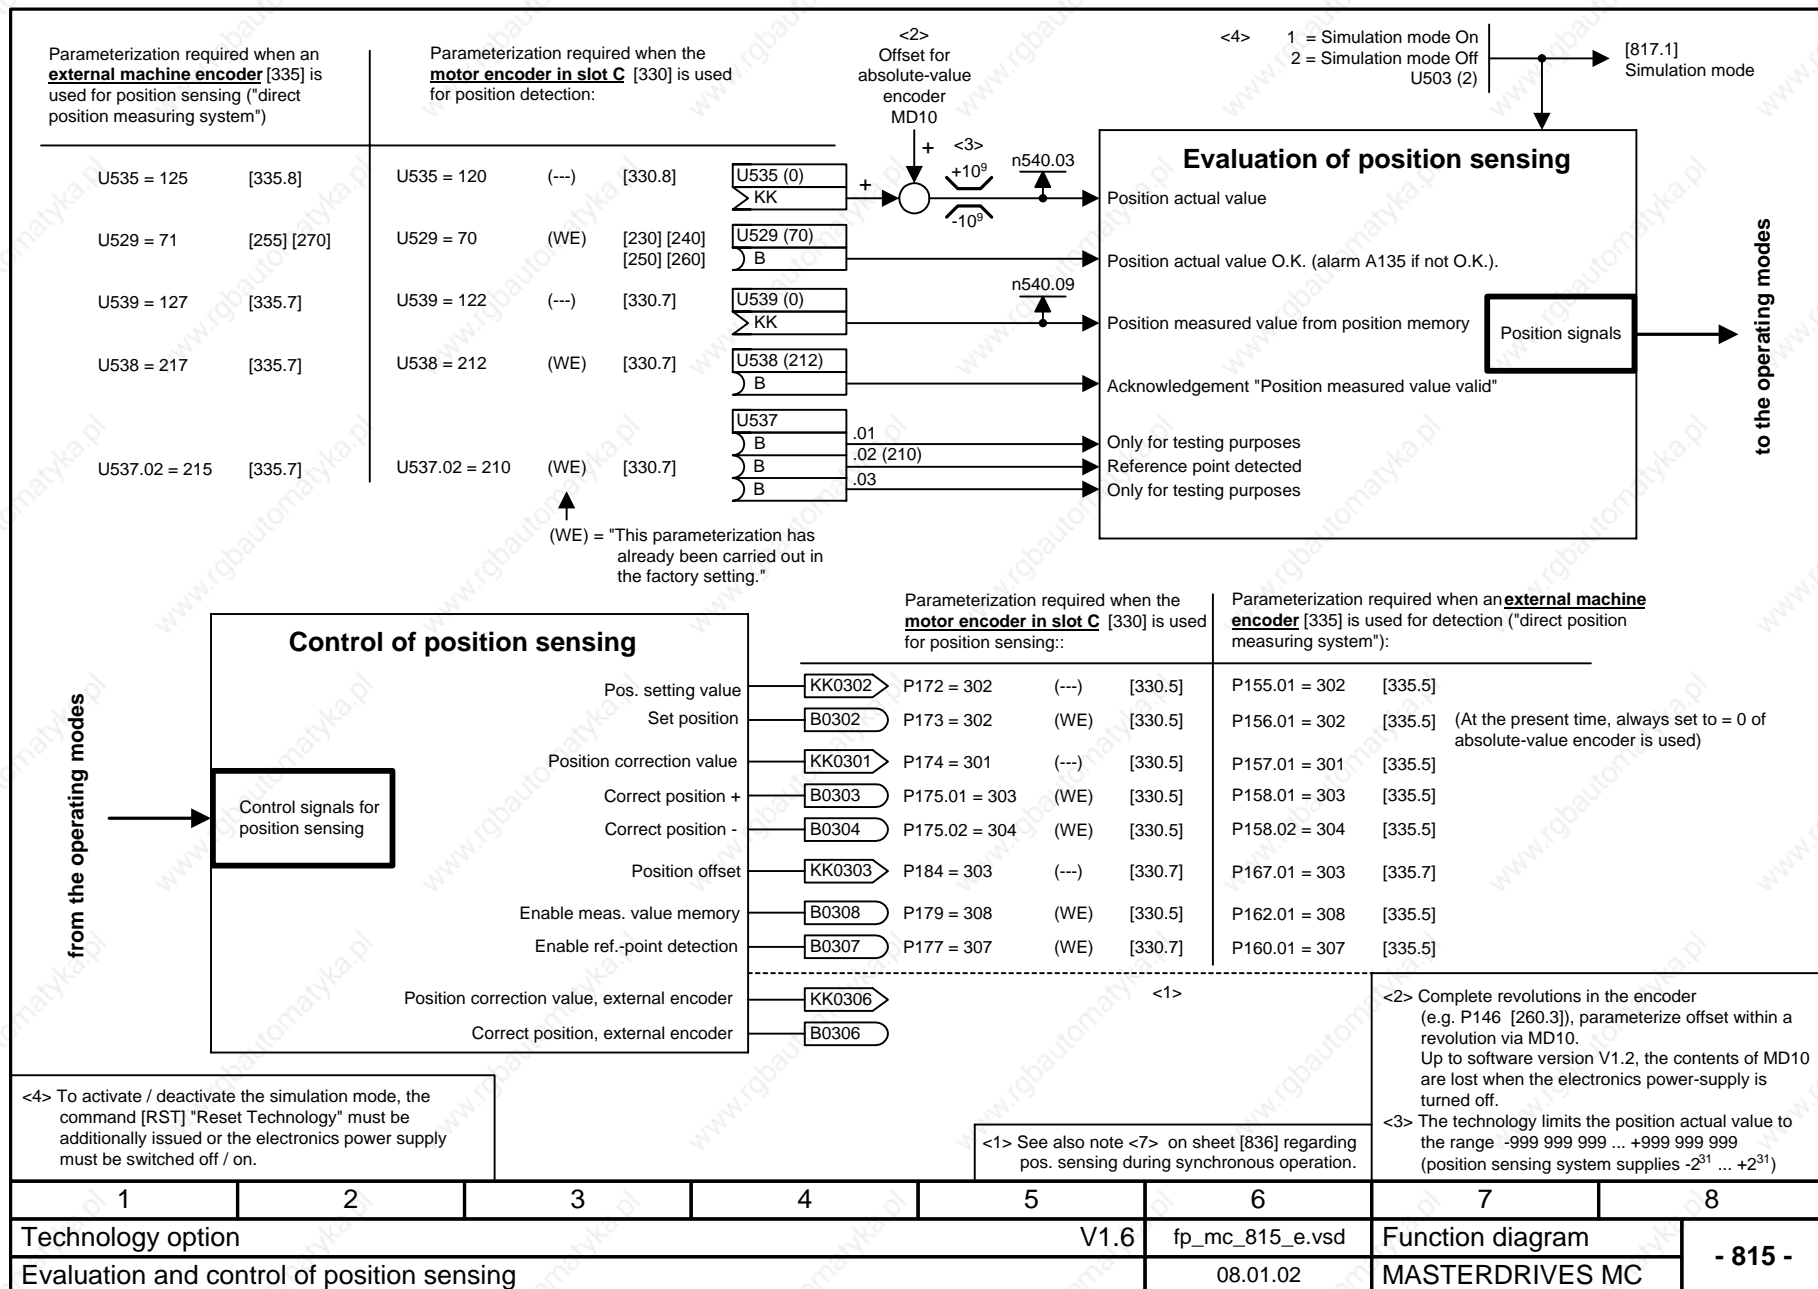 Parameterization required when an
external machine encoder [335] is
used for position sensing ("direct
position measuring system")
Parameterization required when the
motor encoder in slot C [330] is used
for position detection:
<2>
Offset for
absolute-value
encoder
MD10
<4> 1 = Simulation mode On
2 = Simulation mode Off
U503 (2)
[817.1]
Simulation mode
+ <3>
+10⁹
-10⁹
n540.03
Evaluation of position sensing
U535 = 125 [335.8] U535 = 120 (---) [330.8] U535 (0)
KK + Position actual value
U529 = 71 [255] [270] U529 = 70 (WE) [230] [240] U529 (70)
[250] [260] B Position actual value O.K. (alarm A135 if not O.K.).
n540.09
U539 = 127 [335.7] U539 = 122 (---) [330.7] U539 (0)
KK Position measured value from position memory
Position signals
to the operating modes
U538 = 217 [335.7] U538 = 212 (WE) [330.7] U538 (212)
B Acknowledgement "Position measured value valid"
U537
B .01 Only for testing purposes
U537.02 = 215 [335.7] U537.02 = 210 (WE) [330.7] B .02 (210) Reference point detected
B .03 Only for testing purposes
(WE) = "This parameterization has
already been carried out in
the factory setting."
Parameterization required when the
motor encoder in slot C [330] is used
for position sensing::
Parameterization required when an external machine
encoder [335] is used for detection ("direct position
measuring system"):
Control of position sensing
from the operating modes
Control signals for
position sensing
Pos. setting value KK0302 P172 = 302 (---) [330.5] P155.01 = 302 [335.5]
Set position B0302 P173 = 302 (WE) [330.5] P156.01 = 302 [335.5] (At the present time, always set to = 0 of
absolute-value encoder is used)
Position correction value KK0301 P174 = 301 (---) [330.5] P157.01 = 301 [335.5]
Correct position + B0303 P175.01 = 303 (WE) [330.5] P158.01 = 303 [335.5]
Correct position - B0304 P175.02 = 304 (WE) [330.5] P158.02 = 304 [335.5]
Position offset KK0303 P184 = 303 (---) [330.7] P167.01 = 303 [335.7]
Enable meas. value memory B0308 P179 = 308 (WE) [330.5] P162.01 = 308 [335.5]
Enable ref.-point detection B0307 P177 = 307 (WE) [330.7] P160.01 = 307 [335.5]
Position correction value, external encoder KK0306 <1>
Correct position, external encoder B0306
<2> Complete revolutions in the encoder
(e.g. P146 [260.3]), parameterize offset within a
revolution via MD10.
Up to software version V1.2, the contents of MD10
are lost when the electronics power-supply is
turned off.
<3> The technology limits the position actual value to
the range -999 999 999 ... +999 999 999
(position sensing system supplies -2³¹ ... +2³¹)
<4> To activate / deactivate the simulation mode, the
command [RST] "Reset Technology" must be
additionally issued or the electronics power supply
must be switched off / on.
<1> See also note <7> on sheet [836] regarding
pos. sensing during synchronous operation.
1 2 3 4 5 6 7 8
Technology option V1.6 fp_mc_815_e.vsd Function diagram
- 815 -
Evaluation and control of position sensing 08.01.02 MASTERDRIVES MC
www.rgbautomatyka.pl